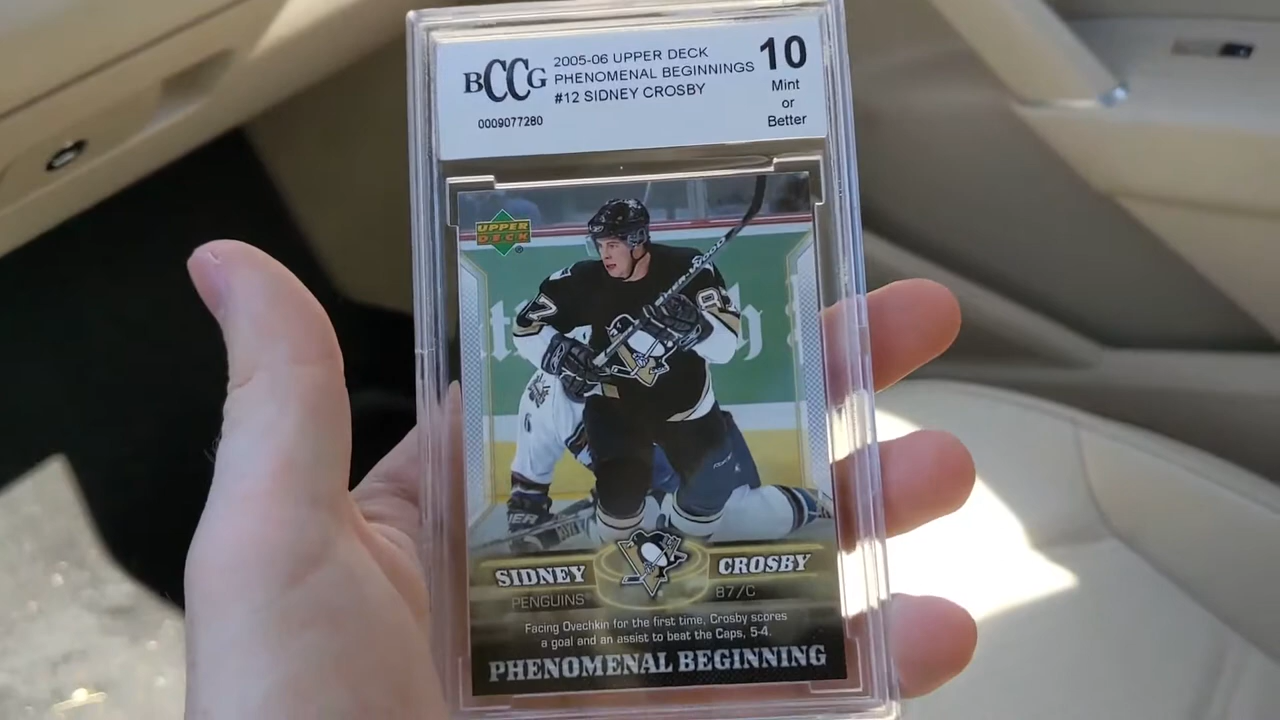 BCCG
2005-06 UPPER DECK
PHENOMENAL BEGINNINGS
#12 SIDNEY CROSBY
0009077280
10
Mint
or
Better
UPPER
DECK
97
SIDNEY
CROSBY
PENGUINS
87/C
Facing Ovechkin for the first time, Crosby scores
a goal and an assist to beat the Caps, 5-4.
PHENOMENAL BEGINNING